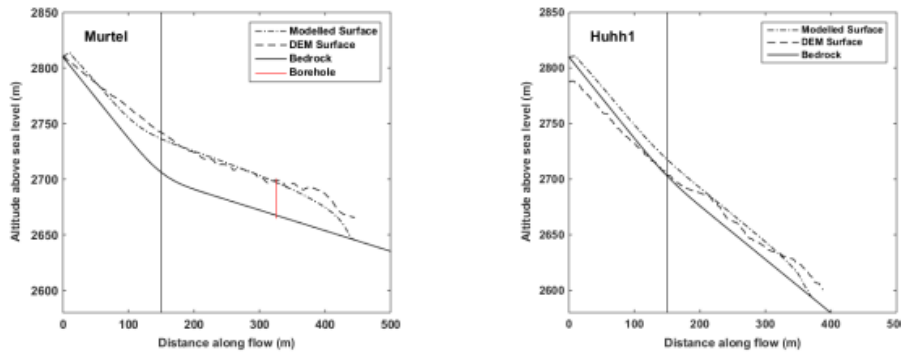 Murtel
Modelled Surface
DEM Surface
Bedrock
Borehole
Altitude above sea level (m)
2850
2800
2750
2700
2650
2600
0 100 200 300 400 500
Distance along flow (m)
Huhh1
Modelled Surface
DEM Surface
Bedrock
Altitude above sea level (m)
2850
2800
2750
2700
2650
2600
0 100 200 300 400 500
Distance along flow (m)